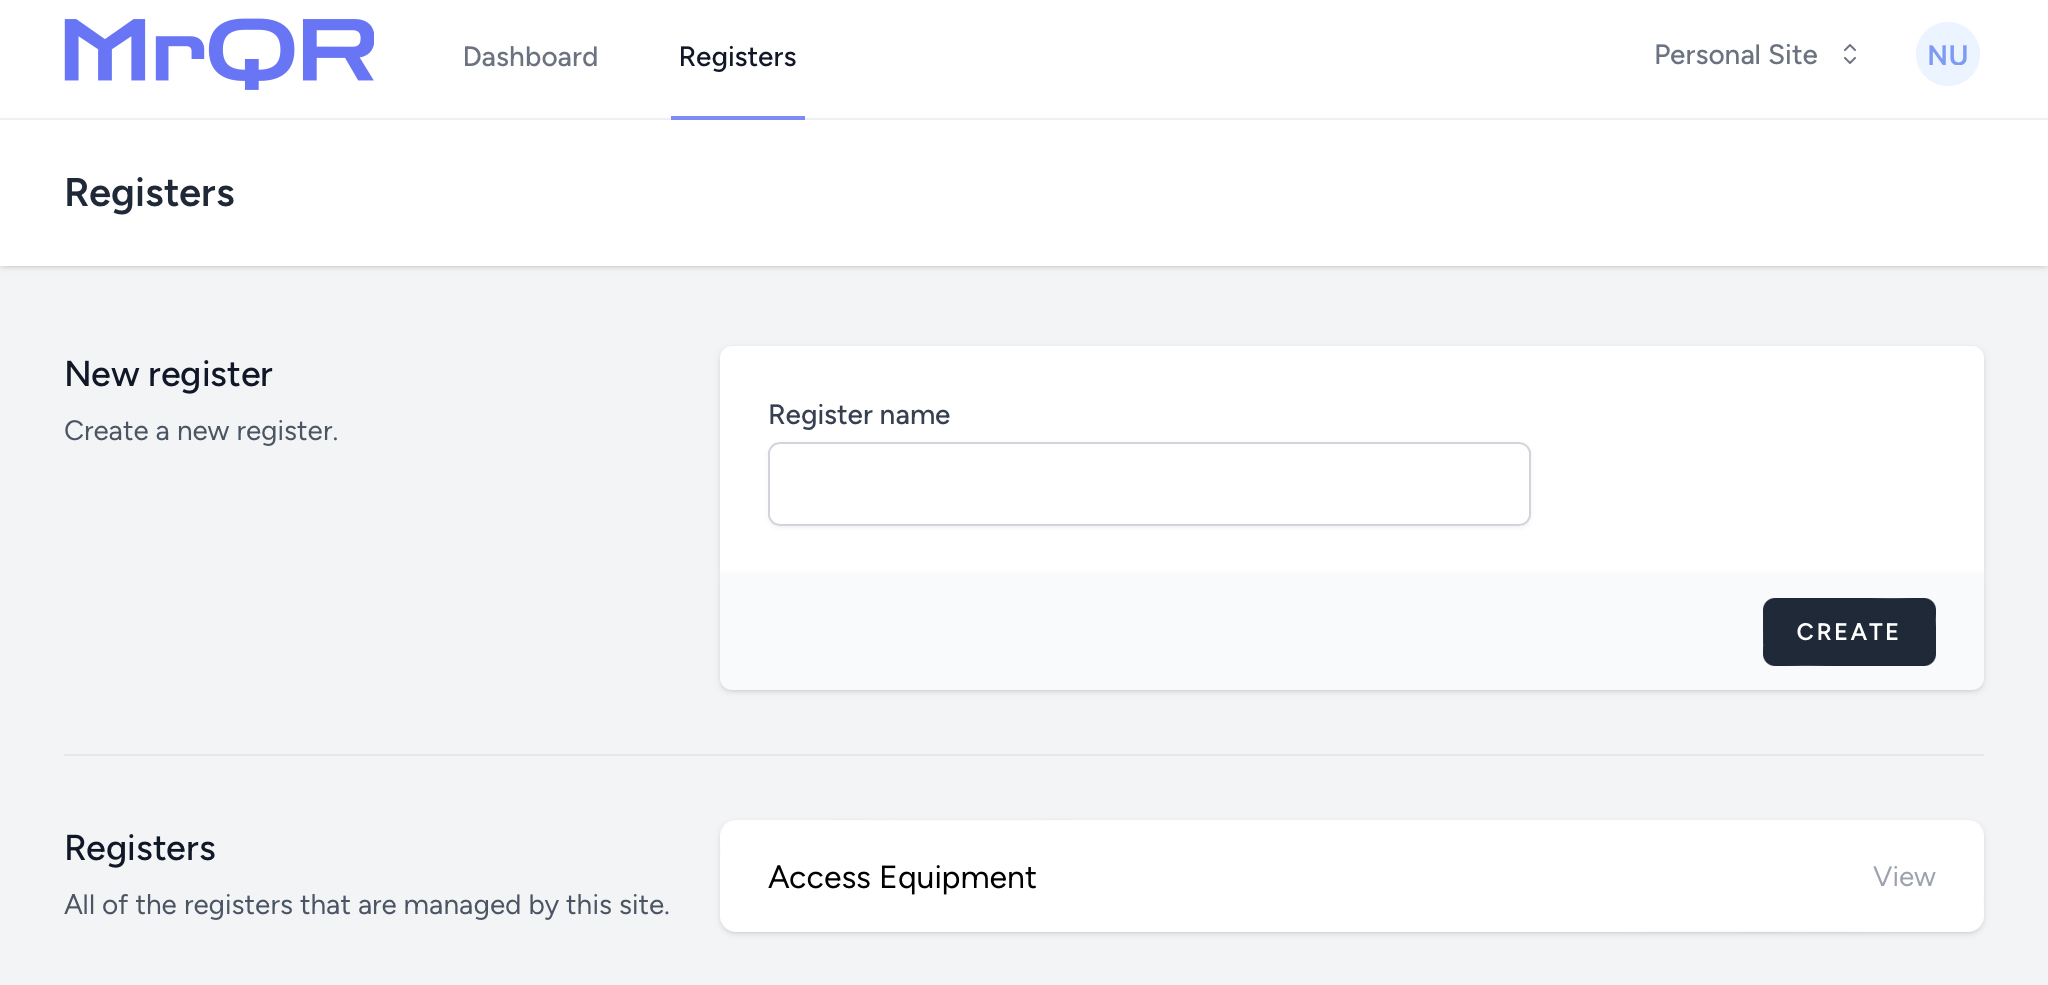 MrQR
Dashboard
Registers
Personal Site
NU
Registers
New register
Create a new register.
Register name
CREATE
Registers
All of the registers that are managed by this site.
Access Equipment
View